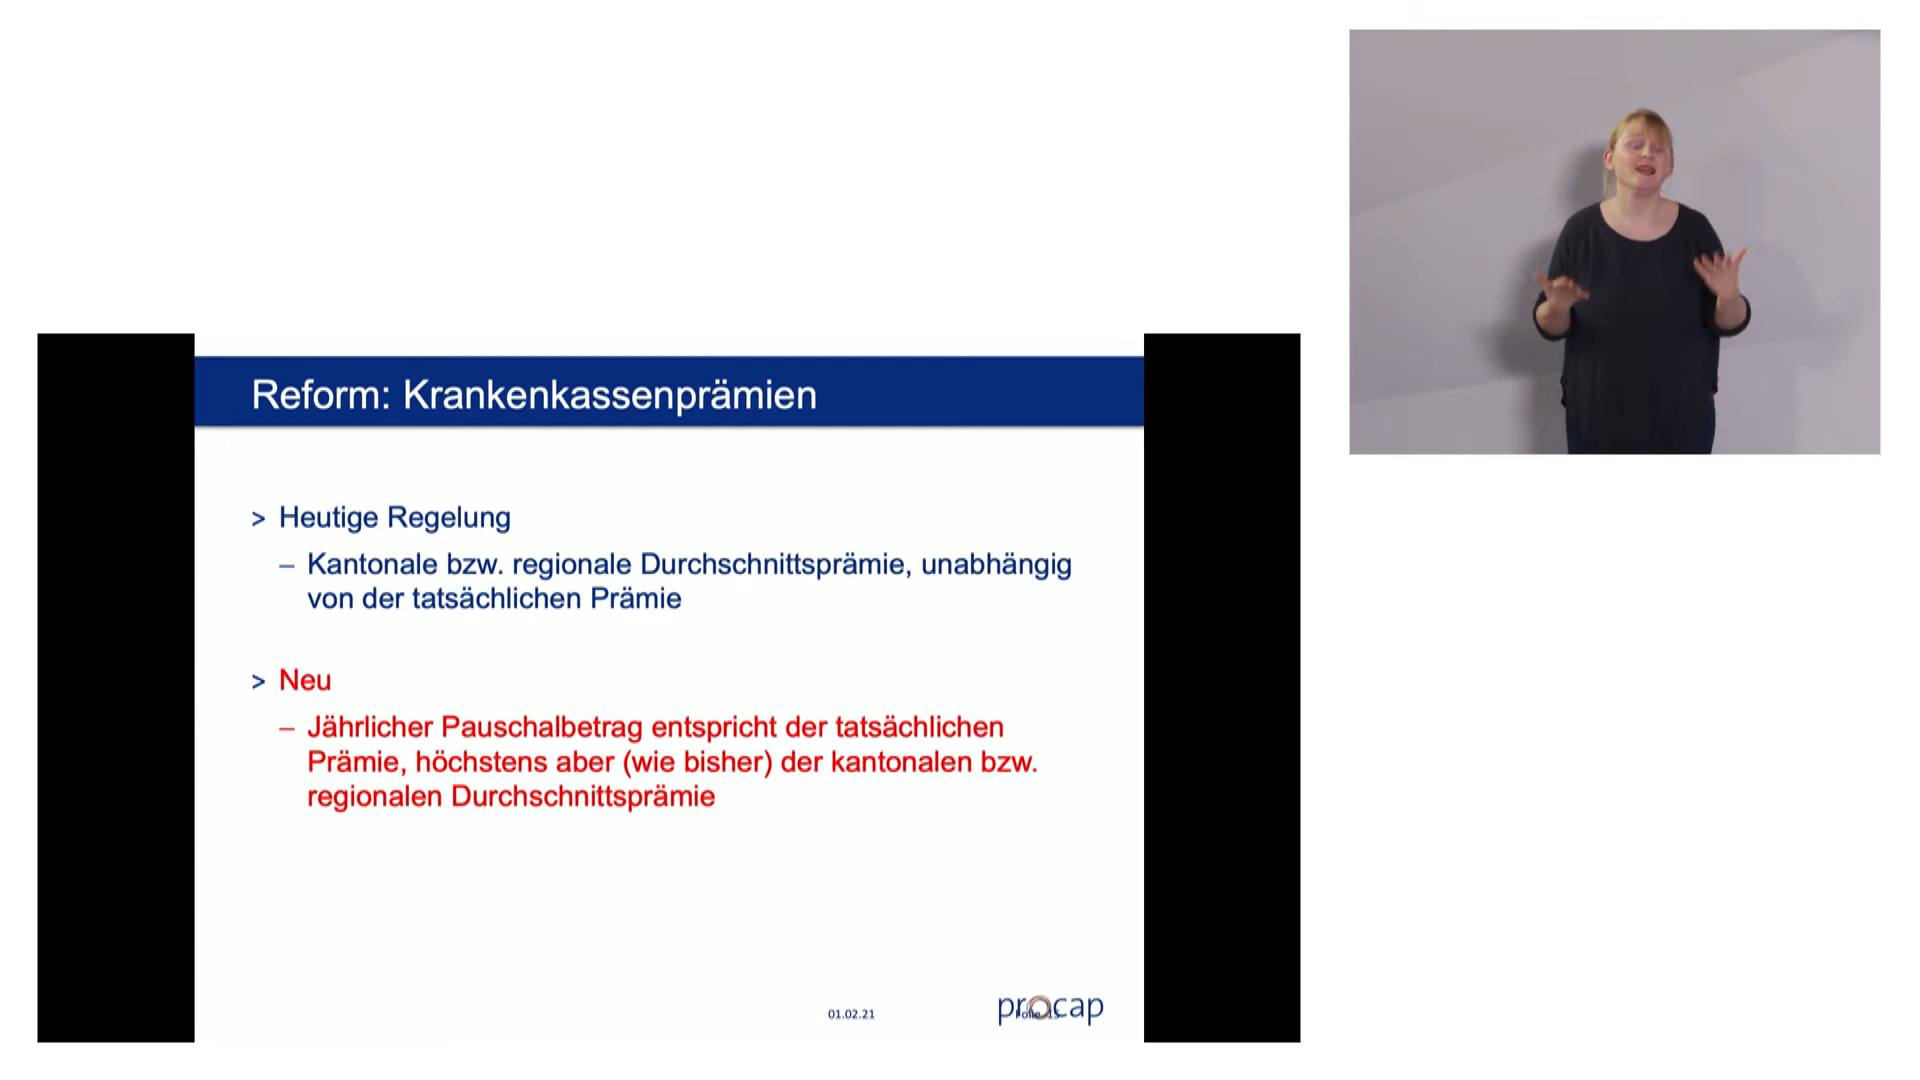 Reform: Krankenkassenprämien
> Heutige Regelung
– Kantonale bzw. regionale Durchschnittsprämie, unabhängig
von der tatsächlichen Prämie
> Neu
– Jährlicher Pauschalbetrag entspricht der tatsächlichen
Prämie, höchstens aber (wie bisher) der kantonalen bzw.
regionalen Durchschnittsprämie
01.02.21
procap